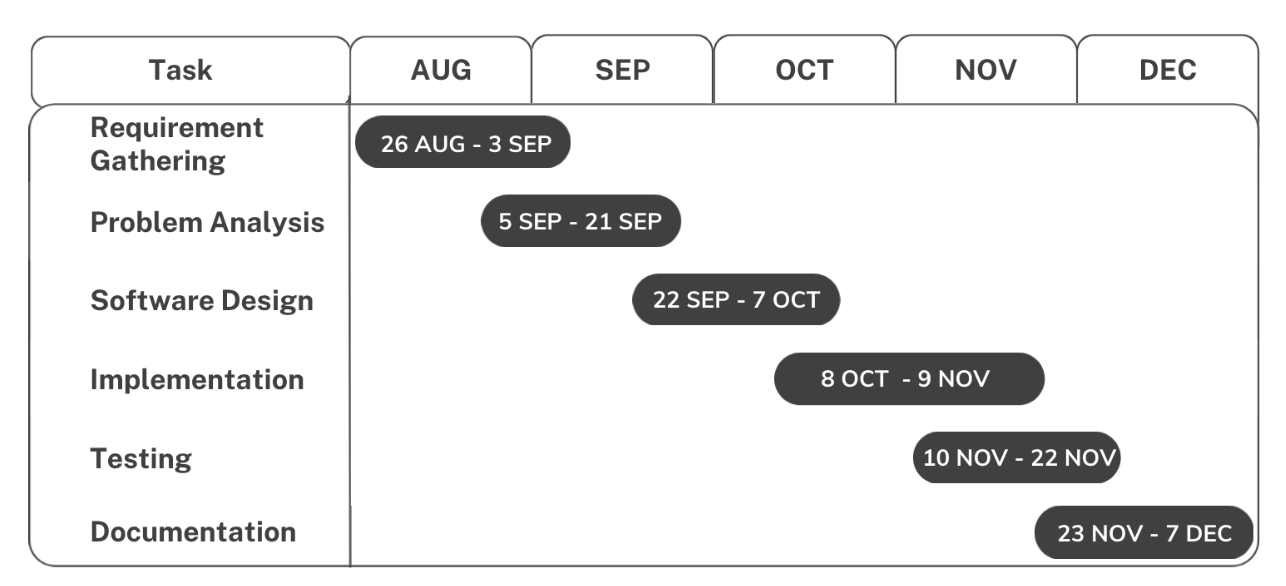 Task AUG SEP OCT NOV DEC
Requirement
Gathering
26 AUG - 3 SEP
Problem Analysis
5 SEP - 21 SEP
Software Design
22 SEP - 7 OCT
Implementation
8 OCT - 9 NOV
Testing
10 NOV - 22 NOV
Documentation
23 NOV - 7 DEC